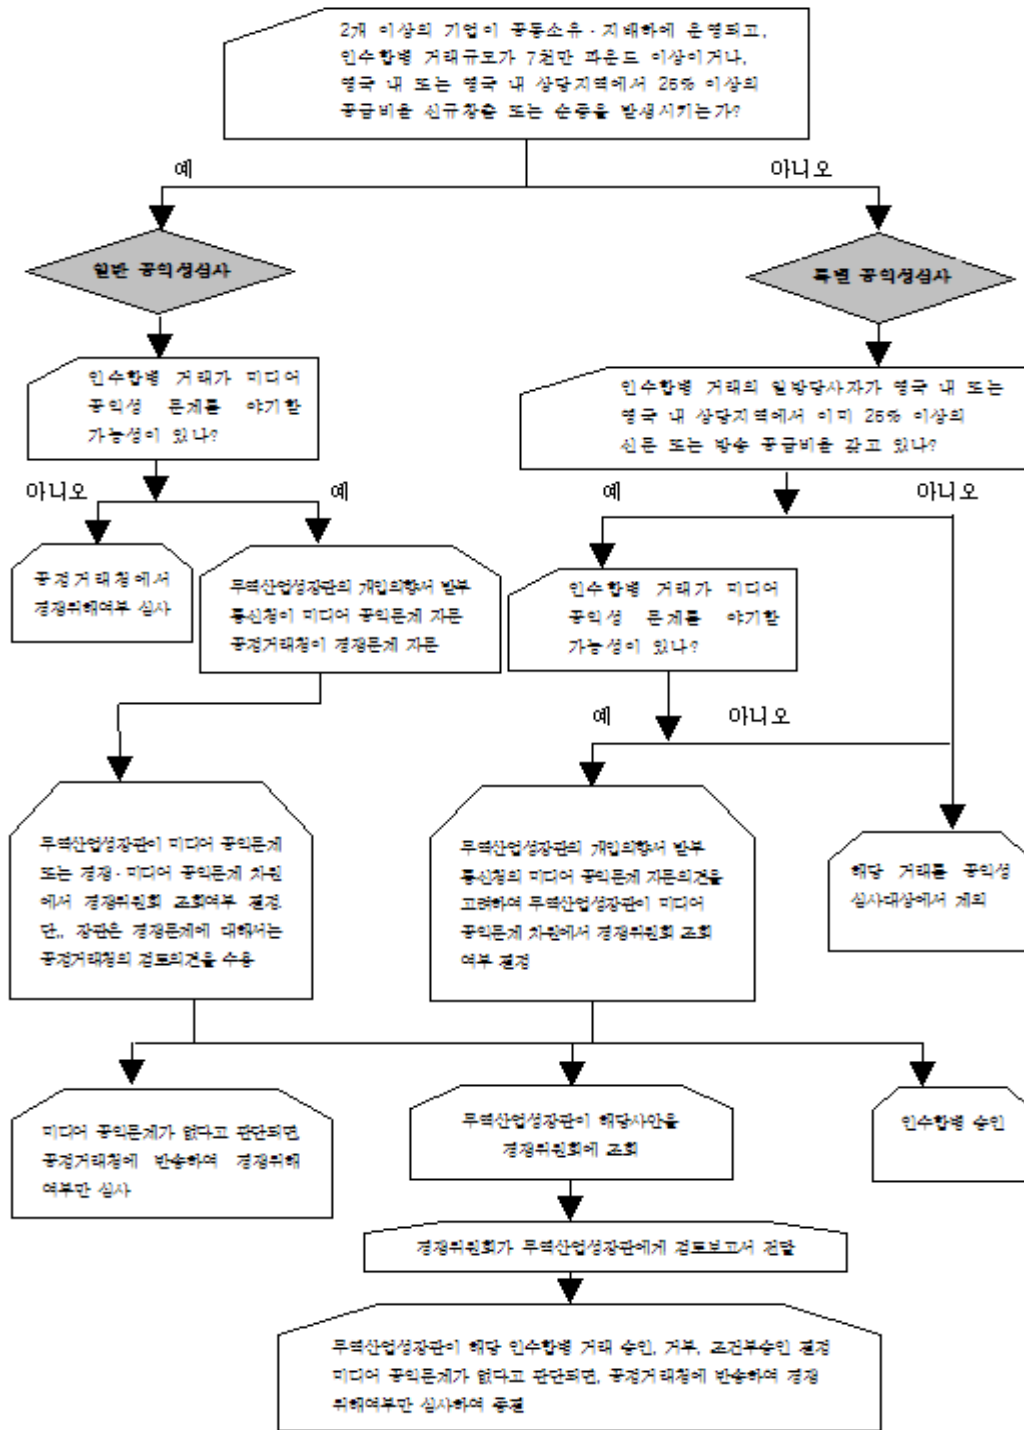 2개 이상의 기업이 공동소유·지배하에 운영되고,
인수합병 거래규모가 7천만 파운드 이상이거나,
영국 내 또는 영국 내 상당지역에서 25% 이상의
공급비율 신규창출 또는 순증을 발생시키는가?
예
아니오
일반 공익성심사
특별 공익성심사
인수합병 거래가 미디어
공익성 문제를 야기할
가능성이 있나?
인수합병 거래의 일방당사자가 영국 내 또는
영국 내 상당지역에서 이미 25% 이상의
신문 또는 방송 공급비율 갖고 있나?
아니오
예
예
아니오
공정거래청에서
경쟁위해여부 심사
무역산업성장관의 개입의향서 발부
통신청이 미디어 공익문제 자문
공정거래청이 경쟁문제 자문
인수합병 거래가 미디어
공익성 문제를 야기할
가능성이 있나?
예
아니오
무역산업성장관이 미디어 공익문제
또는 경쟁·미디어 공익문제 차원
에서 경쟁위원회 조회여부 결정.
단,, 장관은 경쟁문제에 대해서는
공정거래청의 검토의견을 수용
무역산업성장관의 개입의향서 발부
통신청의 미디어 공익문제 자문의견을
고려하여 무역산업성장관이 미디어
공익문제 차원에서 경쟁위원회 조회
여부 결정
해당 거래를 공익성
심사대상에서 제외
미디어 공익문제가 없다고 판단되면,
공정거래청에 반송하여 경쟁위해
여부만 심사
무역산업성장관이 해당사안을
경쟁위원회에 조회
인수합병 승인
경쟁위원회가 무역산업성장관에게 검토보고서 전달
무역산업성장관이 해당 인수합병 거래 승인, 거부, 조건부승인 결정
미디어 공익문제가 없다고 판단되면, 공정거래청에 반송하여 경쟁
위해여부만 심사하여 종결